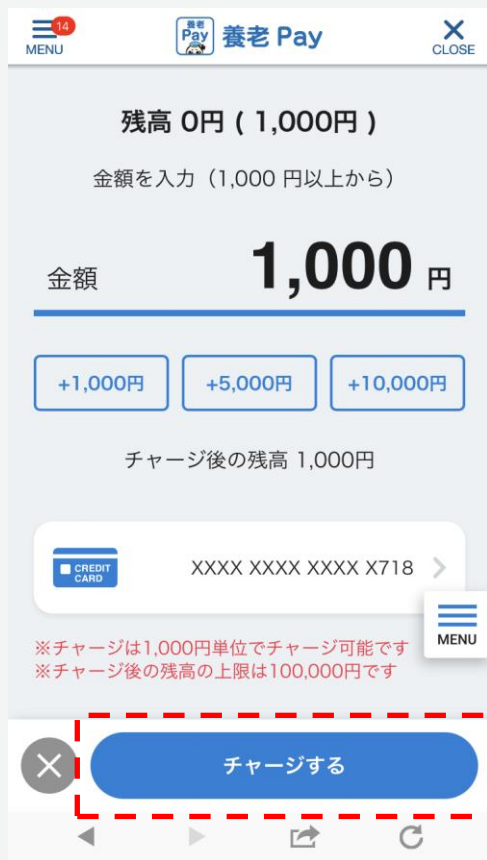 14
MENU
養老
Pay
養老 Pay
CLOSE
残高 0円 ( 1,000円 )
金額を入力（1,000 円以上から）
金額 1,000 円
+1,000円 +5,000円 +10,000円
チャージ後の残高 1,000円
CREDIT
CARD
XXXX XXXX XXXX X718
MENU
※チャージは1,000円単位でチャージ可能です
※チャージ後の残高の上限は100,000円です
チャージする